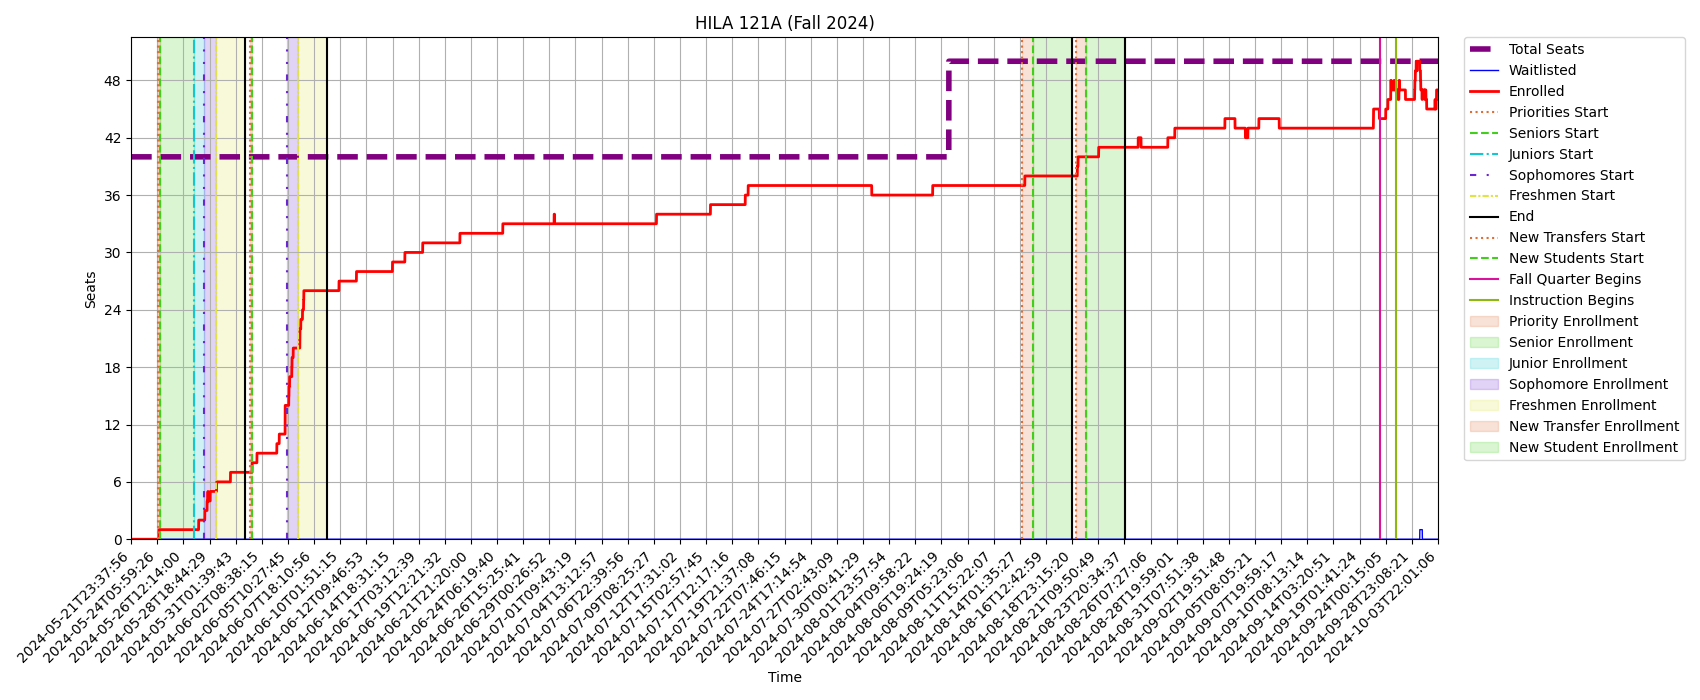 HILA 121A (Fall 2024)
Seats
48
42
36
30
24
18
12
6
0
2024-05-21T23:37:56
2024-05-24T05:59:26
2024-05-26T12:14:00
2024-05-28T18:44:29
2024-05-31T01:39:43
2024-06-02T08:38:15
2024-06-05T10:27:45
2024-06-07T18:10:56
2024-06-10T01:51:15
2024-06-12T09:46:53
2024-06-14T18:31:15
2024-06-17T03:12:39
2024-06-19T12:21:32
2024-06-21T21:20:00
2024-06-24T06:19:40
2024-06-26T15:25:41
2024-06-29T00:26:52
2024-07-01T09:43:19
2024-07-04T13:12:57
2024-07-06T22:39:56
2024-07-09T08:25:27
2024-07-12T17:31:02
2024-07-15T02:57:45
2024-07-17T12:17:16
2024-07-19T21:37:08
2024-07-22T07:46:15
2024-07-24T17:14:54
2024-07-27T02:43:09
2024-07-30T00:41:29
2024-08-01T23:57:54
2024-08-04T09:58:22
2024-08-06T19:24:19
2024-08-09T05:23:06
2024-08-11T15:22:07
2024-08-14T01:35:27
2024-08-16T12:42:59
2024-08-18T23:15:20
2024-08-21T09:50:49
2024-08-23T20:34:37
2024-08-26T07:27:06
2024-08-28T19:59:01
2024-08-31T07:51:38
2024-09-02T19:51:48
2024-09-05T08:05:21
2024-09-07T19:59:17
2024-09-10T08:13:14
2024-09-14T03:20:51
2024-09-19T01:41:24
2024-09-24T00:15:05
2024-09-28T23:08:21
2024-10-03T22:01:06
Time
Total Seats
Waitlisted
Enrolled
Priorities Start
Seniors Start
Juniors Start
Sophomores Start
Freshmen Start
End
New Transfers Start
New Students Start
Fall Quarter Begins
Instruction Begins
Priority Enrollment
Senior Enrollment
Junior Enrollment
Sophomore Enrollment
Freshmen Enrollment
New Transfer Enrollment
New Student Enrollment